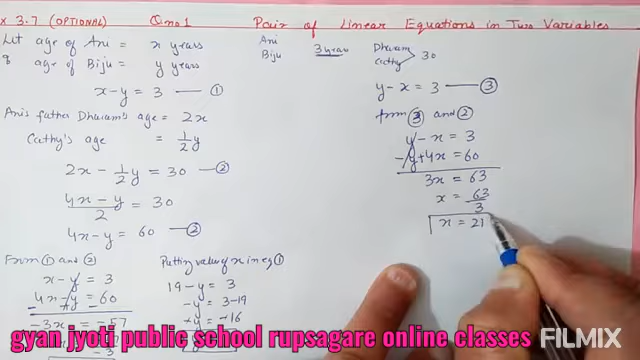 x 3.7 (OPTIONAL) Q.no 1 Pair of Linear Equations in Two Variables
Let age of Ani = x years
& age of Biju = y years
x-y = 3 — ①
Ani's father Dharam's age = 2x
Cathy's age = 1/2 y
2x - 1/2 y = 30 — ②
4x - y / 2 = 30
4x-y = 60 — ②
From ① and ②
x - y = 3
4x - y = 60
-3x = -57
-3
Putting value of x in eq ①
19 - y = 3
-y = 3-19
+y = -16
Ani
Biju 3 years
Dharam
Cathy 30
y - x = 3 — ③
from ③ and ②
y - x = 3
-y + 4x = 60
3x = 63
x = 63/3
x = 21
gyan jyoti public school rupsagare online classes
FILMIX